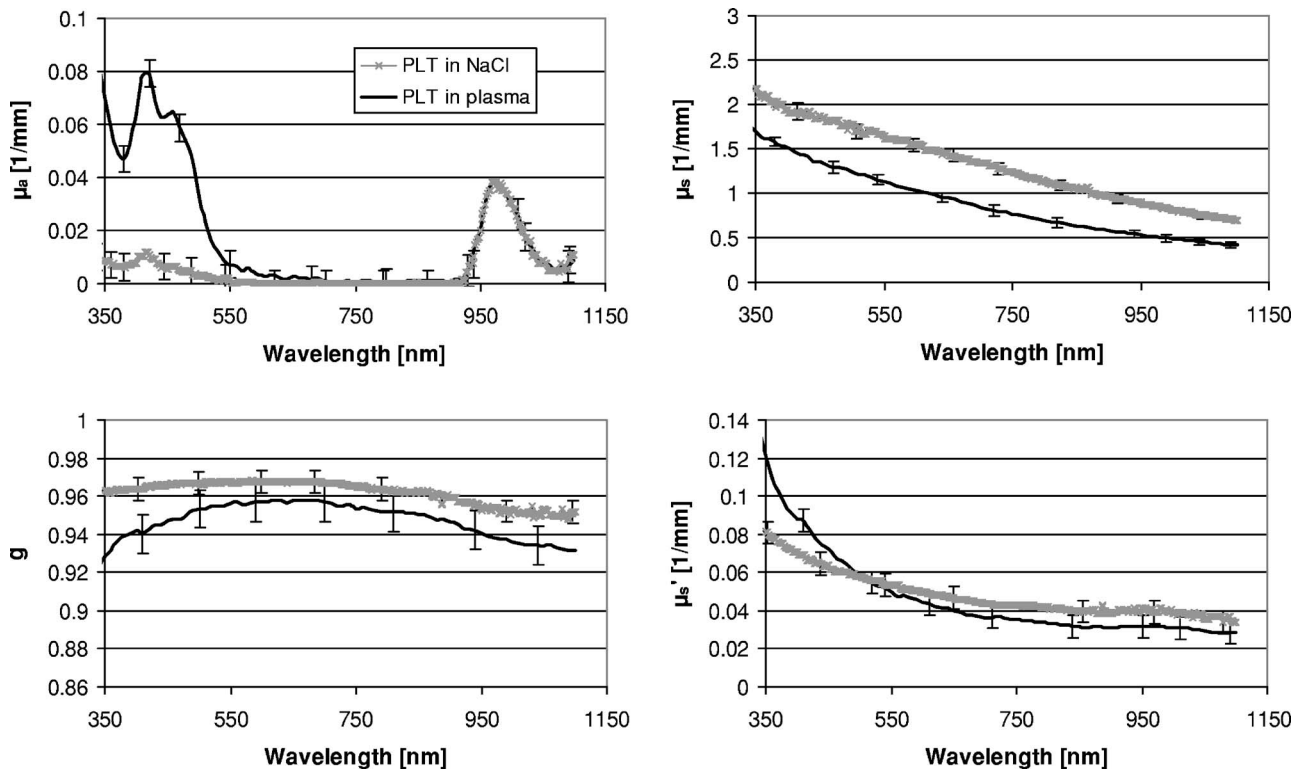 0.1
0.08
0.06
0.04
0.02
0
µa [1/mm]
PLT in NaCl
PLT in plasma
350 550 750 950 1150
Wavelength [nm]
3
2.5
2
1.5
1
0.5
0
µs [1/mm]
350 550 750 950 1150
Wavelength [nm]
1
0.98
0.96
0.94
0.92
0.9
0.88
0.86
g
350 550 750 950 1150
Wavelength [nm]
0.14
0.12
0.1
0.08
0.06
0.04
0.02
0
µs' [1/mm]
350 550 750 950 1150
Wavelength [nm]